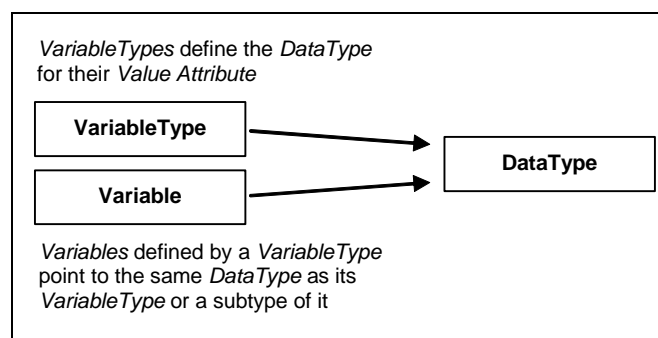 VariableTypes define the DataType
for their Value Attribute
VariableType
DataType
Variable
Variables defined by a VariableType
point to the same DataType as its
VariableType or a subtype of it